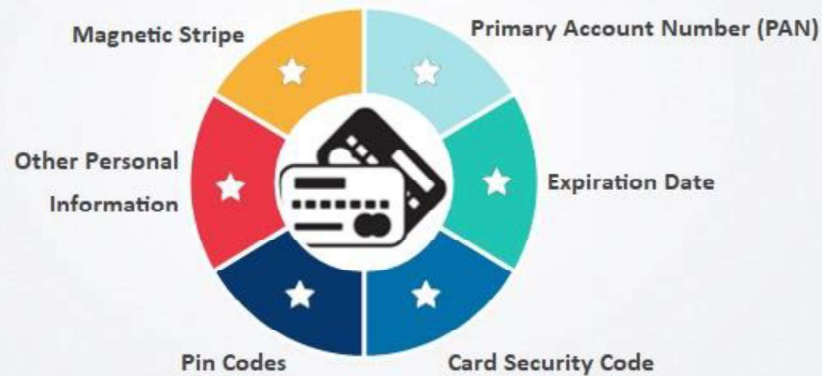 Magnetic Stripe
Primary Account Number (PAN)
Other Personal
Information
Expiration Date
Pin Codes
Card Security Code